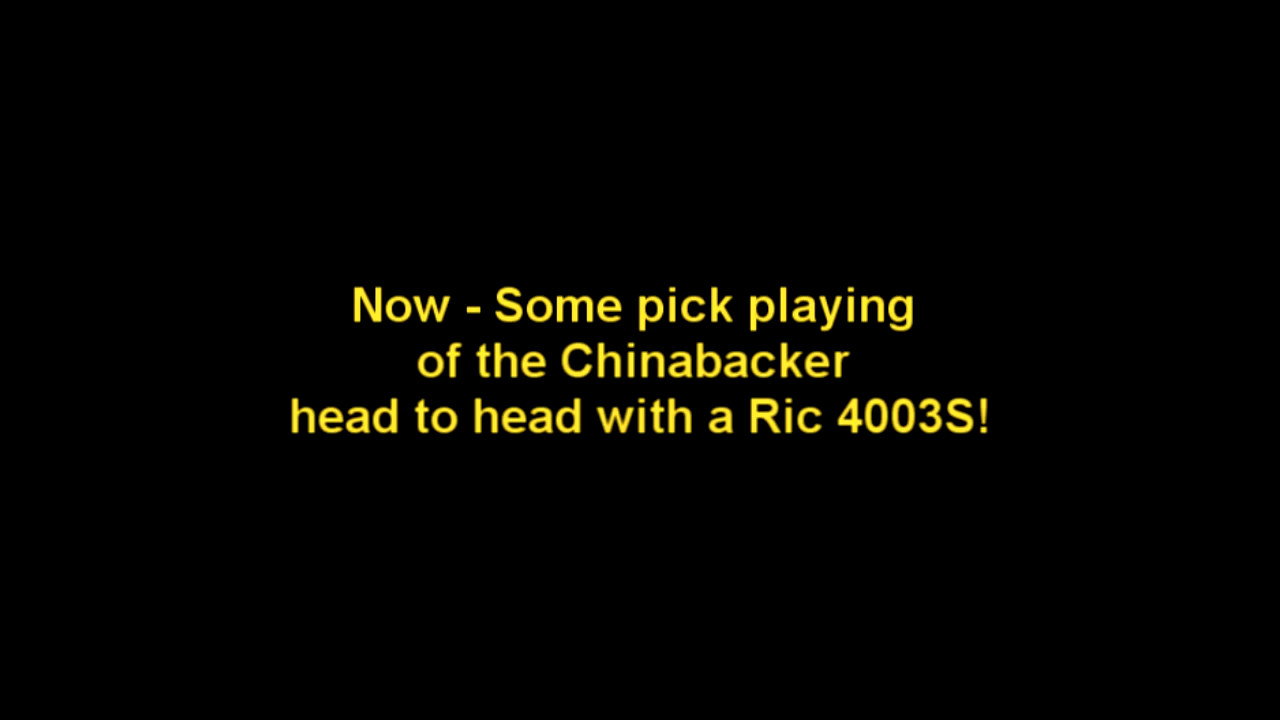 Now - Some pick playing
of the Chinabacker
head to head with a Ric 4003S!